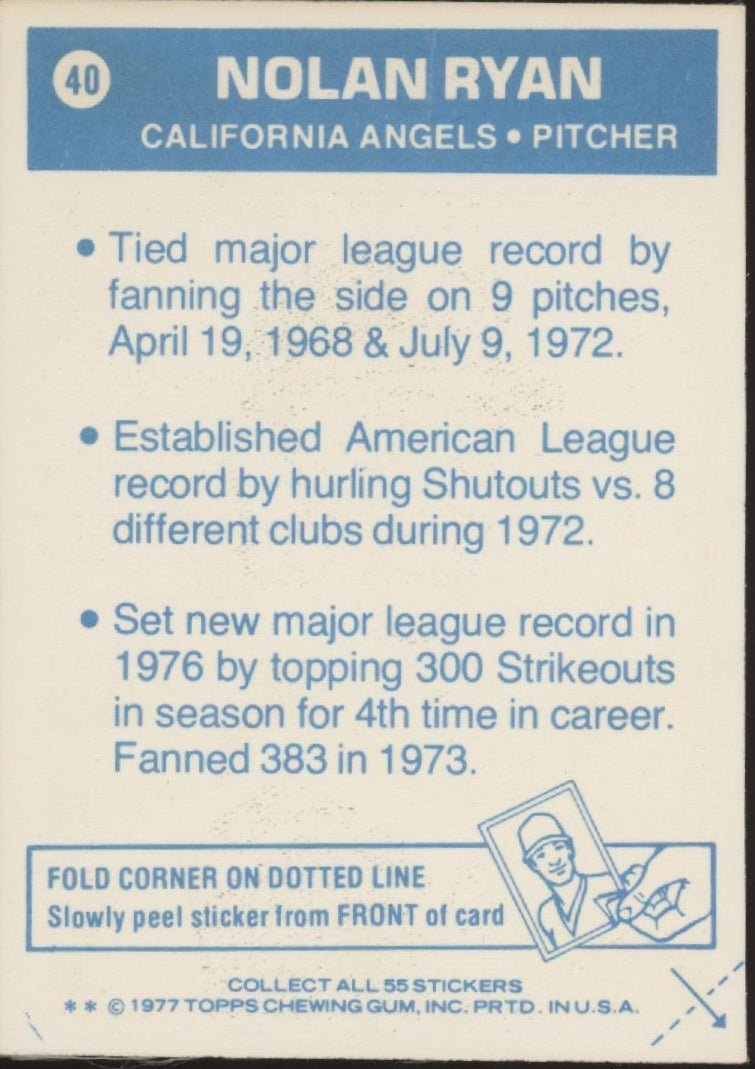 40
NOLAN RYAN
CALIFORNIA ANGELS • PITCHER
• Tied major league record by
fanning the side on 9 pitches,
April 19, 1968 & July 9, 1972.
• Established American League
record by hurling Shutouts vs. 8
different clubs during 1972.
• Set new major league record in
1976 by topping 300 Strikeouts
in season for 4th time in career.
Fanned 383 in 1973.
FOLD CORNER ON DOTTED LINE
Slowly peel sticker from FRONT of card
COLLECT ALL 55 STICKERS
** © 1977 TOPPS CHEWING GUM, INC. PRTD. IN U.S.A.